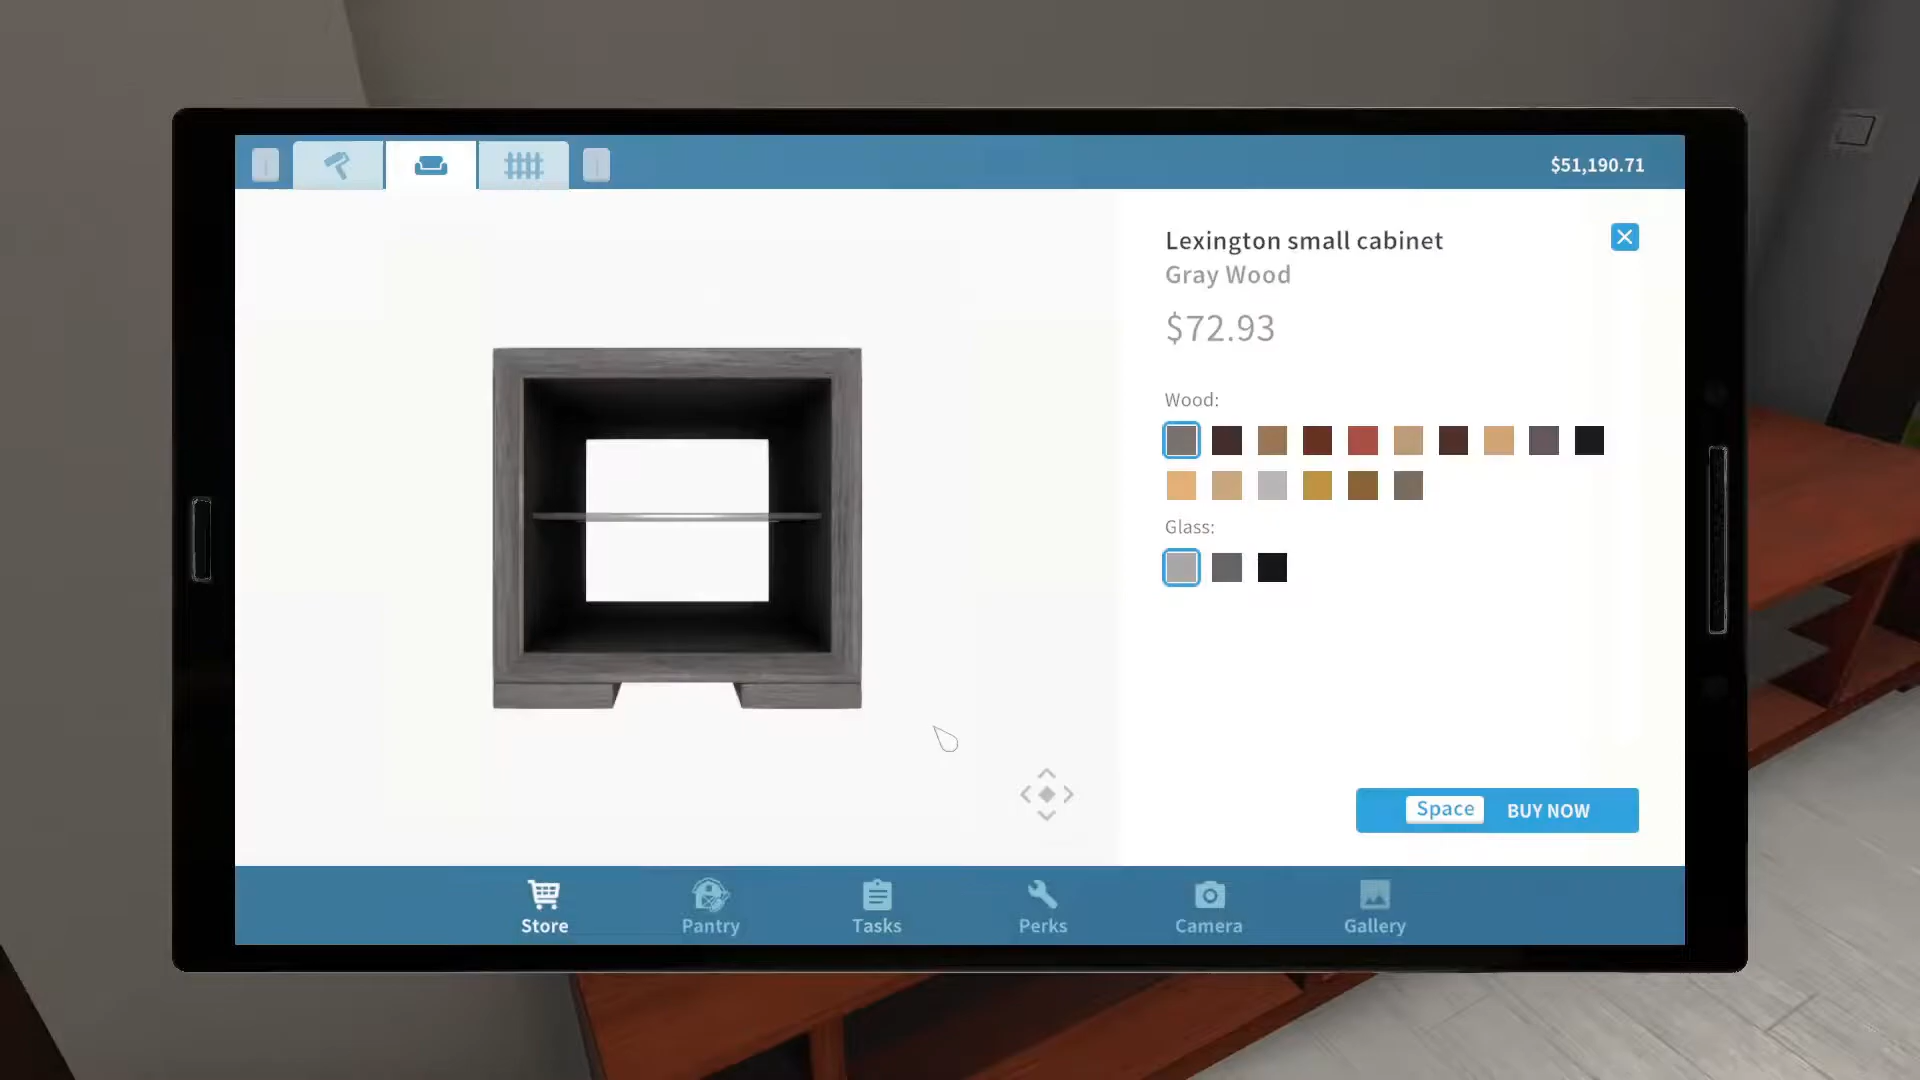 $51,190.71
Lexington small cabinet
Gray Wood
$72.93
Wood:
Glass:
Space BUY NOW
Store Pantry Tasks Perks Camera Gallery